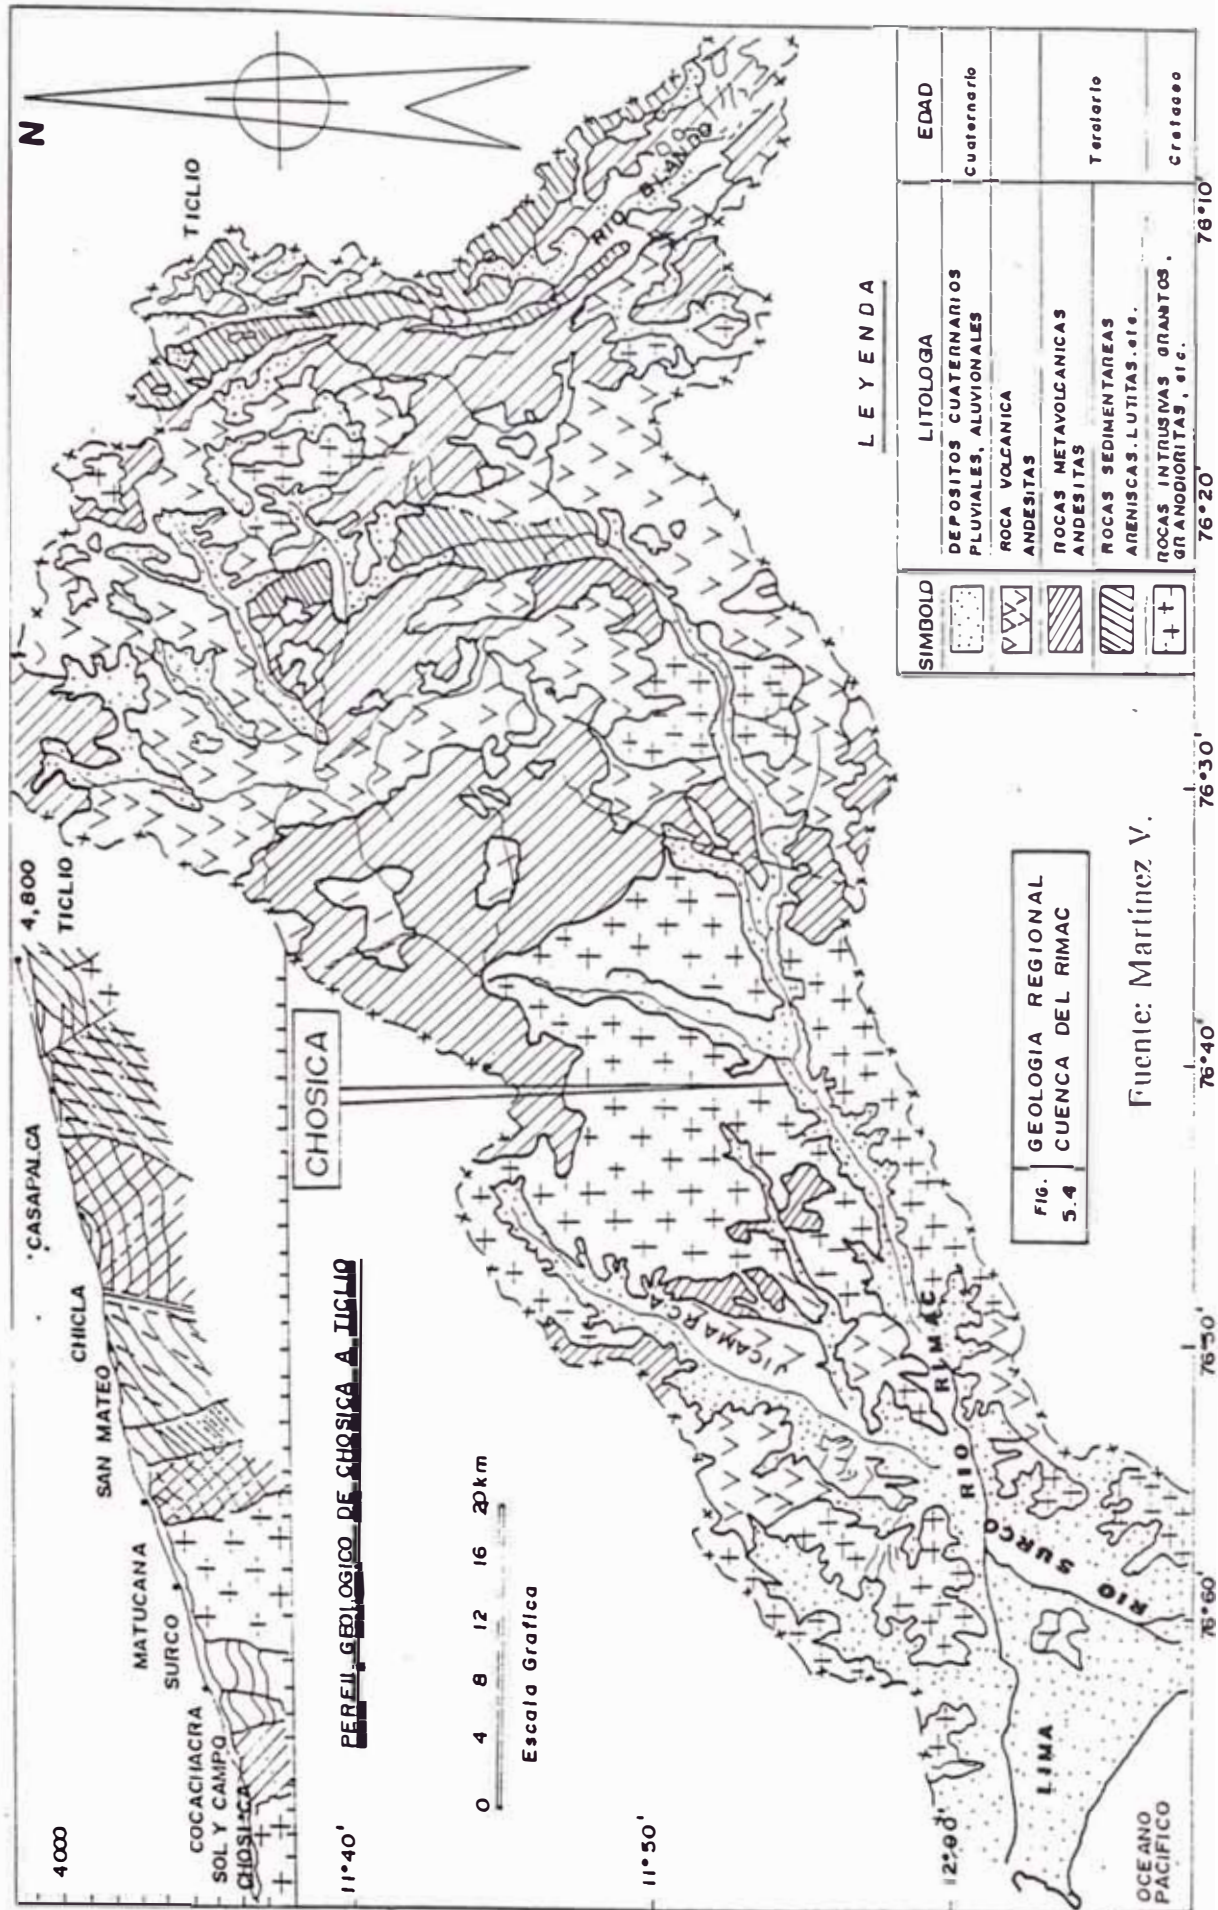 N
4000
4,800
TICLIO
CASAPALCA
CHICLA
SAN MATEO
MATUCANA
SURCO
COCACHACRA
SOL Y CAMPO
CHOSICA
PERFIL GEOLOGICO DE CHOSICA A TICLIO
CHOSICA
TICLIO
RIO BLANCO
0 4 8 12 16 20km
Escala Grafica
JICAMARCA
RIO RIMAC
RIO SURCO
LIMA
OCEANO
PACIFICO
11°40'
11°50'
12°00'
76°60'
76°50'
76°40'
76°30'
76°20'
76°10'
FIG.
5.4
GEOLOGIA REGIONAL
CUENCA DEL RIMAC
Fuente: Martínez V.
LEYENDA
SIMBOLO LITOLOGIA EDAD
DEPOSITOS CUATERNARIOS
PLUVIALES, ALUVIONALES
Cuaternario
ROCA VOLCANICA
ANDESITAS
ROCAS METAVOLCANICAS
ANDESITAS
Terciario
ROCAS SEDIMENTAREAS
ARENISCAS.LUTITAS.etc.
ROCAS INTRUSIVAS GRANITOS,
GRANODIORITAS, etc.
Cretaceo